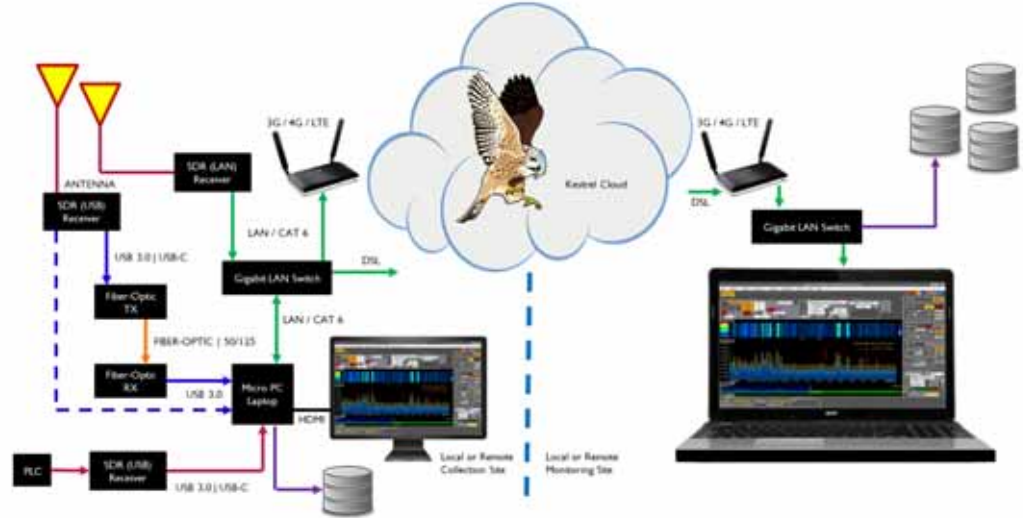 3G / 4G / LTE
3G / 4G / LTE
SDR (LAN)
Receiver
ANTENNA
SDR (USB)
Receiver
Kestrel Cloud
DSL
LAN / CAT 6
Gigabit LAN Switch
USB 3.0 | USB-C
DSL
Gigabit LAN Switch
Fiber-Optic
TX
LAN / CAT 6
FIBER-OPTIC | 50/125
Fiber-Optic
RX
USB 3.0
Micro PC
Laptop
HDMI
Local or Remote
Collection Site
Local or Remote
Monitoring Site
PLC
SDR (USB)
Receiver
USB 3.0 | USB-C
acer